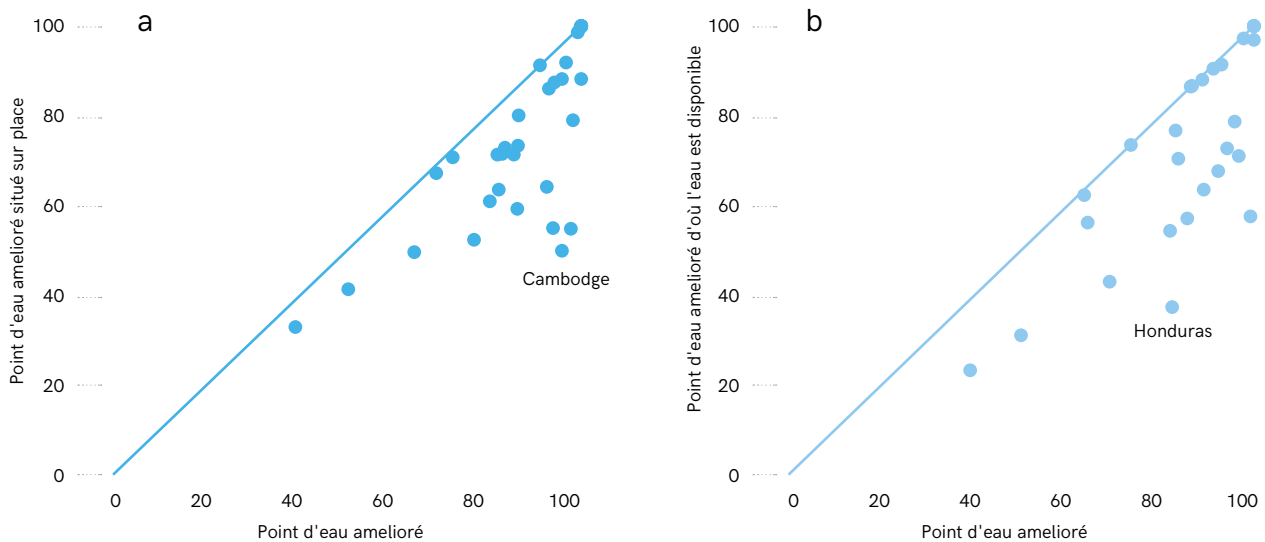 a
Point d'eau amelioré situé sur place
100
80
60
40
20
0
Cambodge
0 20 40 60 80 100
Point d'eau amelioré
b
Point d'eau amelioré d'où l'eau est disponible
100
80
60
40
20
0
Honduras
0 20 40 60 80 100
Point d'eau amelioré